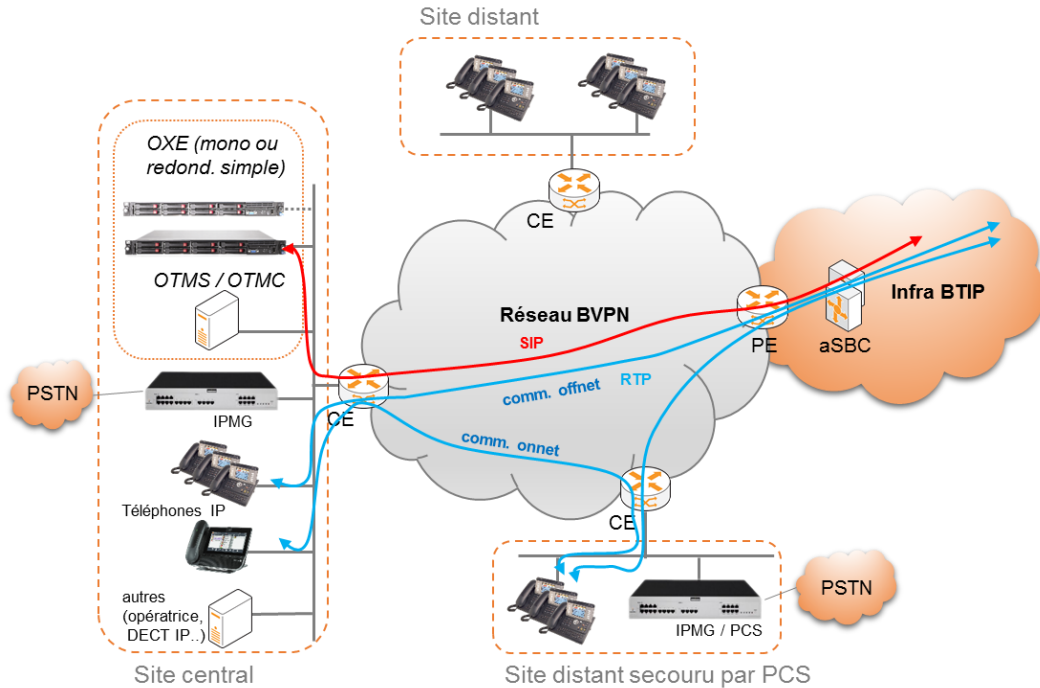 Site distant
OXE (mono ou
redond. simple)
OTMS / OTMC
PSTN
IPMG
Téléphones IP
autres
(opératrice,
DECT IP..)
Site central
CE
CE
Réseau BVPN
SIP
RTP
comm. offnet
comm. onnet
PE
aSBC
Infra BTIP
CE
IPMG / PCS
PSTN
Site distant secouru par PCS